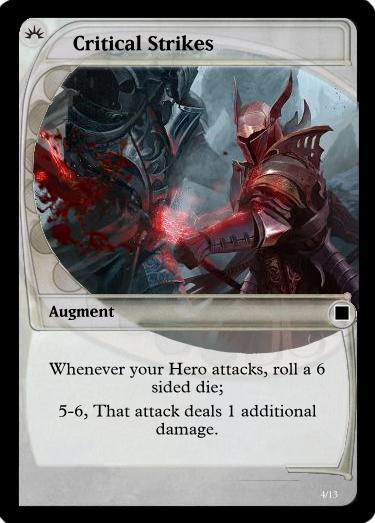 Critical Strikes
Augment
Whenever your Hero attacks, roll a 6
sided die;
5-6, That attack deals 1 additional
damage.
4/13